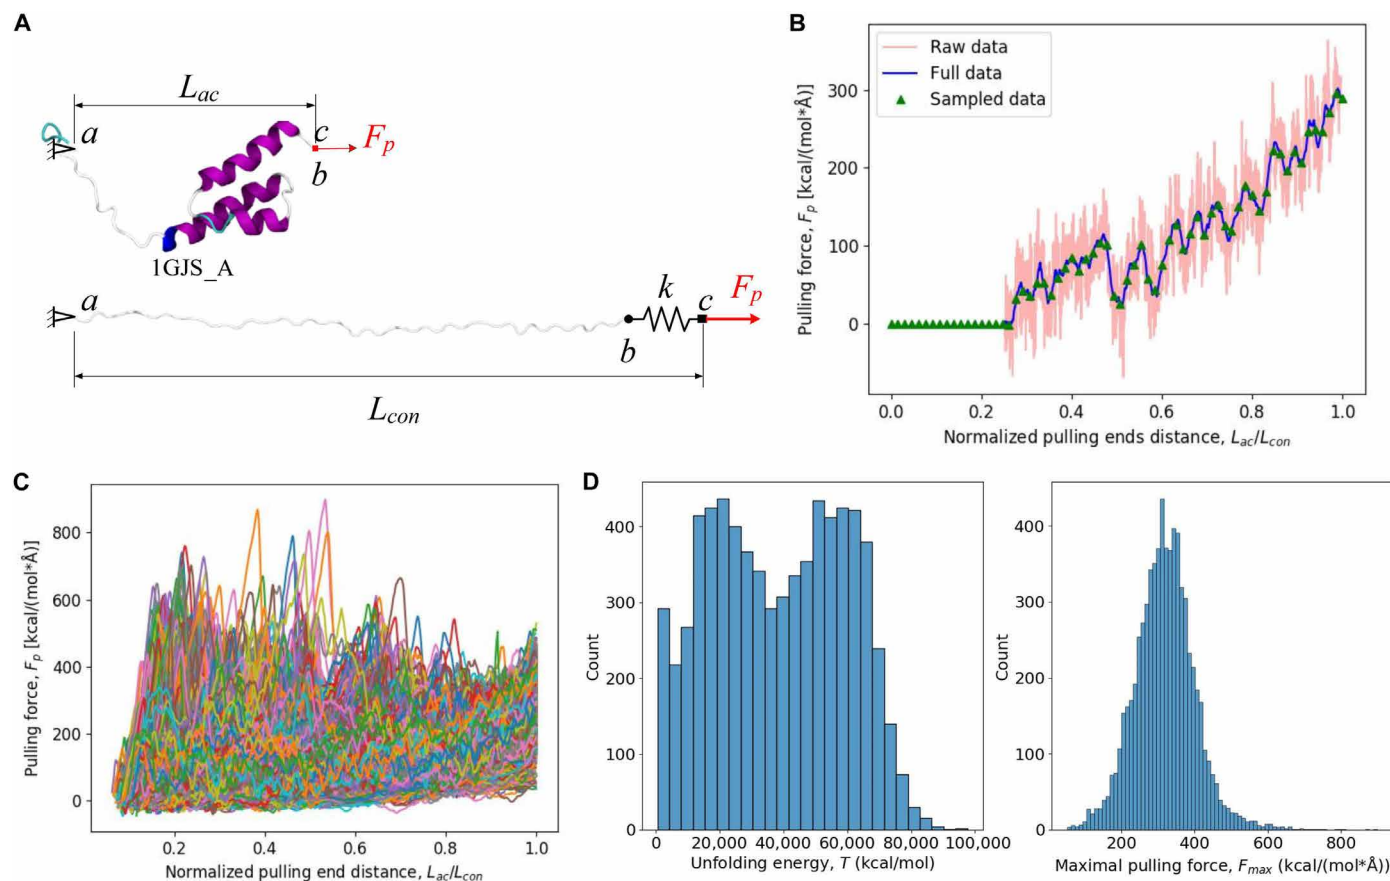 A
L_ac
a
c
F_p
b
1GJS_A
a
k
c
F_p
b
L_con
B
Raw data
Full data
Sampled data
Pulling force, F_p [kcal/(mol*Å)]
300
200
100
0
0.0 0.2 0.4 0.6 0.8 1.0
Normalized pulling ends distance, L_ac/L_con
C
Pulling force, F_p [kcal/(mol*Å)]
800
600
400
200
0
0.2 0.4 0.6 0.8 1.0
Normalized pulling end distance, L_ac/L_con
D
Count
400
300
200
100
0
0 20,000 40,000 60,000 80,000 100,000
Unfolding energy, T (kcal/mol)
Count
400
300
200
100
0
200 400 600 800
Maximal pulling force, F_max (kcal/(mol*Å))